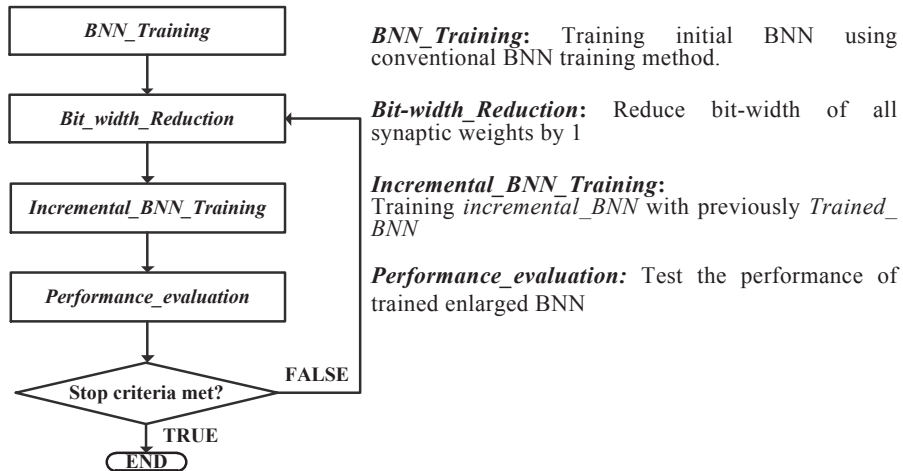 BNN_Training
Bit_width_Reduction
Incremental_BNN_Training
Performance_evaluation
Stop criteria met?
FALSE
TRUE
END
BNN_Training: Training initial BNN using
conventional BNN training method.
Bit-width_Reduction: Reduce bit-width of all
synaptic weights by 1
Incremental_BNN_Training:
Training incremental_BNN with previously Trained_
BNN
Performance_evaluation: Test the performance of
trained enlarged BNN